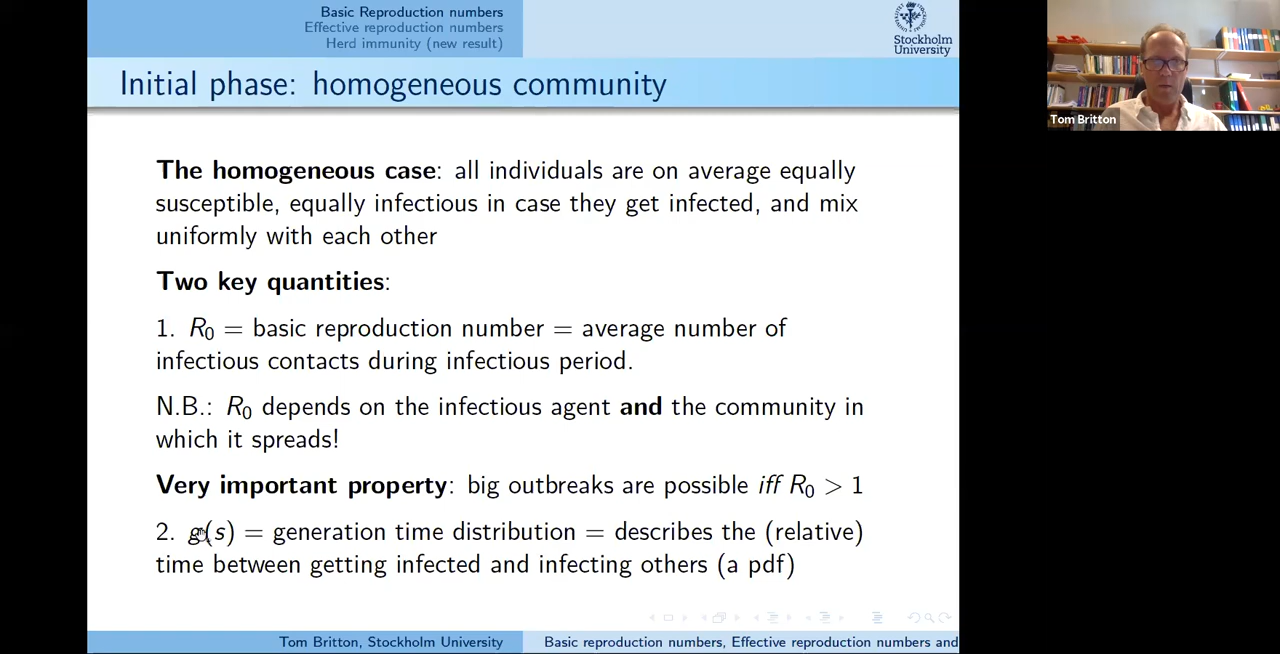 Basic Reproduction numbers
Effective reproduction numbers
Herd immunity (new result)
Stockholm
University
Initial phase: homogeneous community
Tom Britton
The homogeneous case: all individuals are on average equally
susceptible, equally infectious in case they get infected, and mix
uniformly with each other
Two key quantities:
1. R₀ = basic reproduction number = average number of
infectious contacts during infectious period.
N.B.: R₀ depends on the infectious agent and the community in
which it spreads!
Very important property: big outbreaks are possible iff R₀ > 1
2. g(s) = generation time distribution = describes the (relative)
time between getting infected and infecting others (a pdf)
Tom Britton, Stockholm University
Basic reproduction numbers, Effective reproduction numbers and